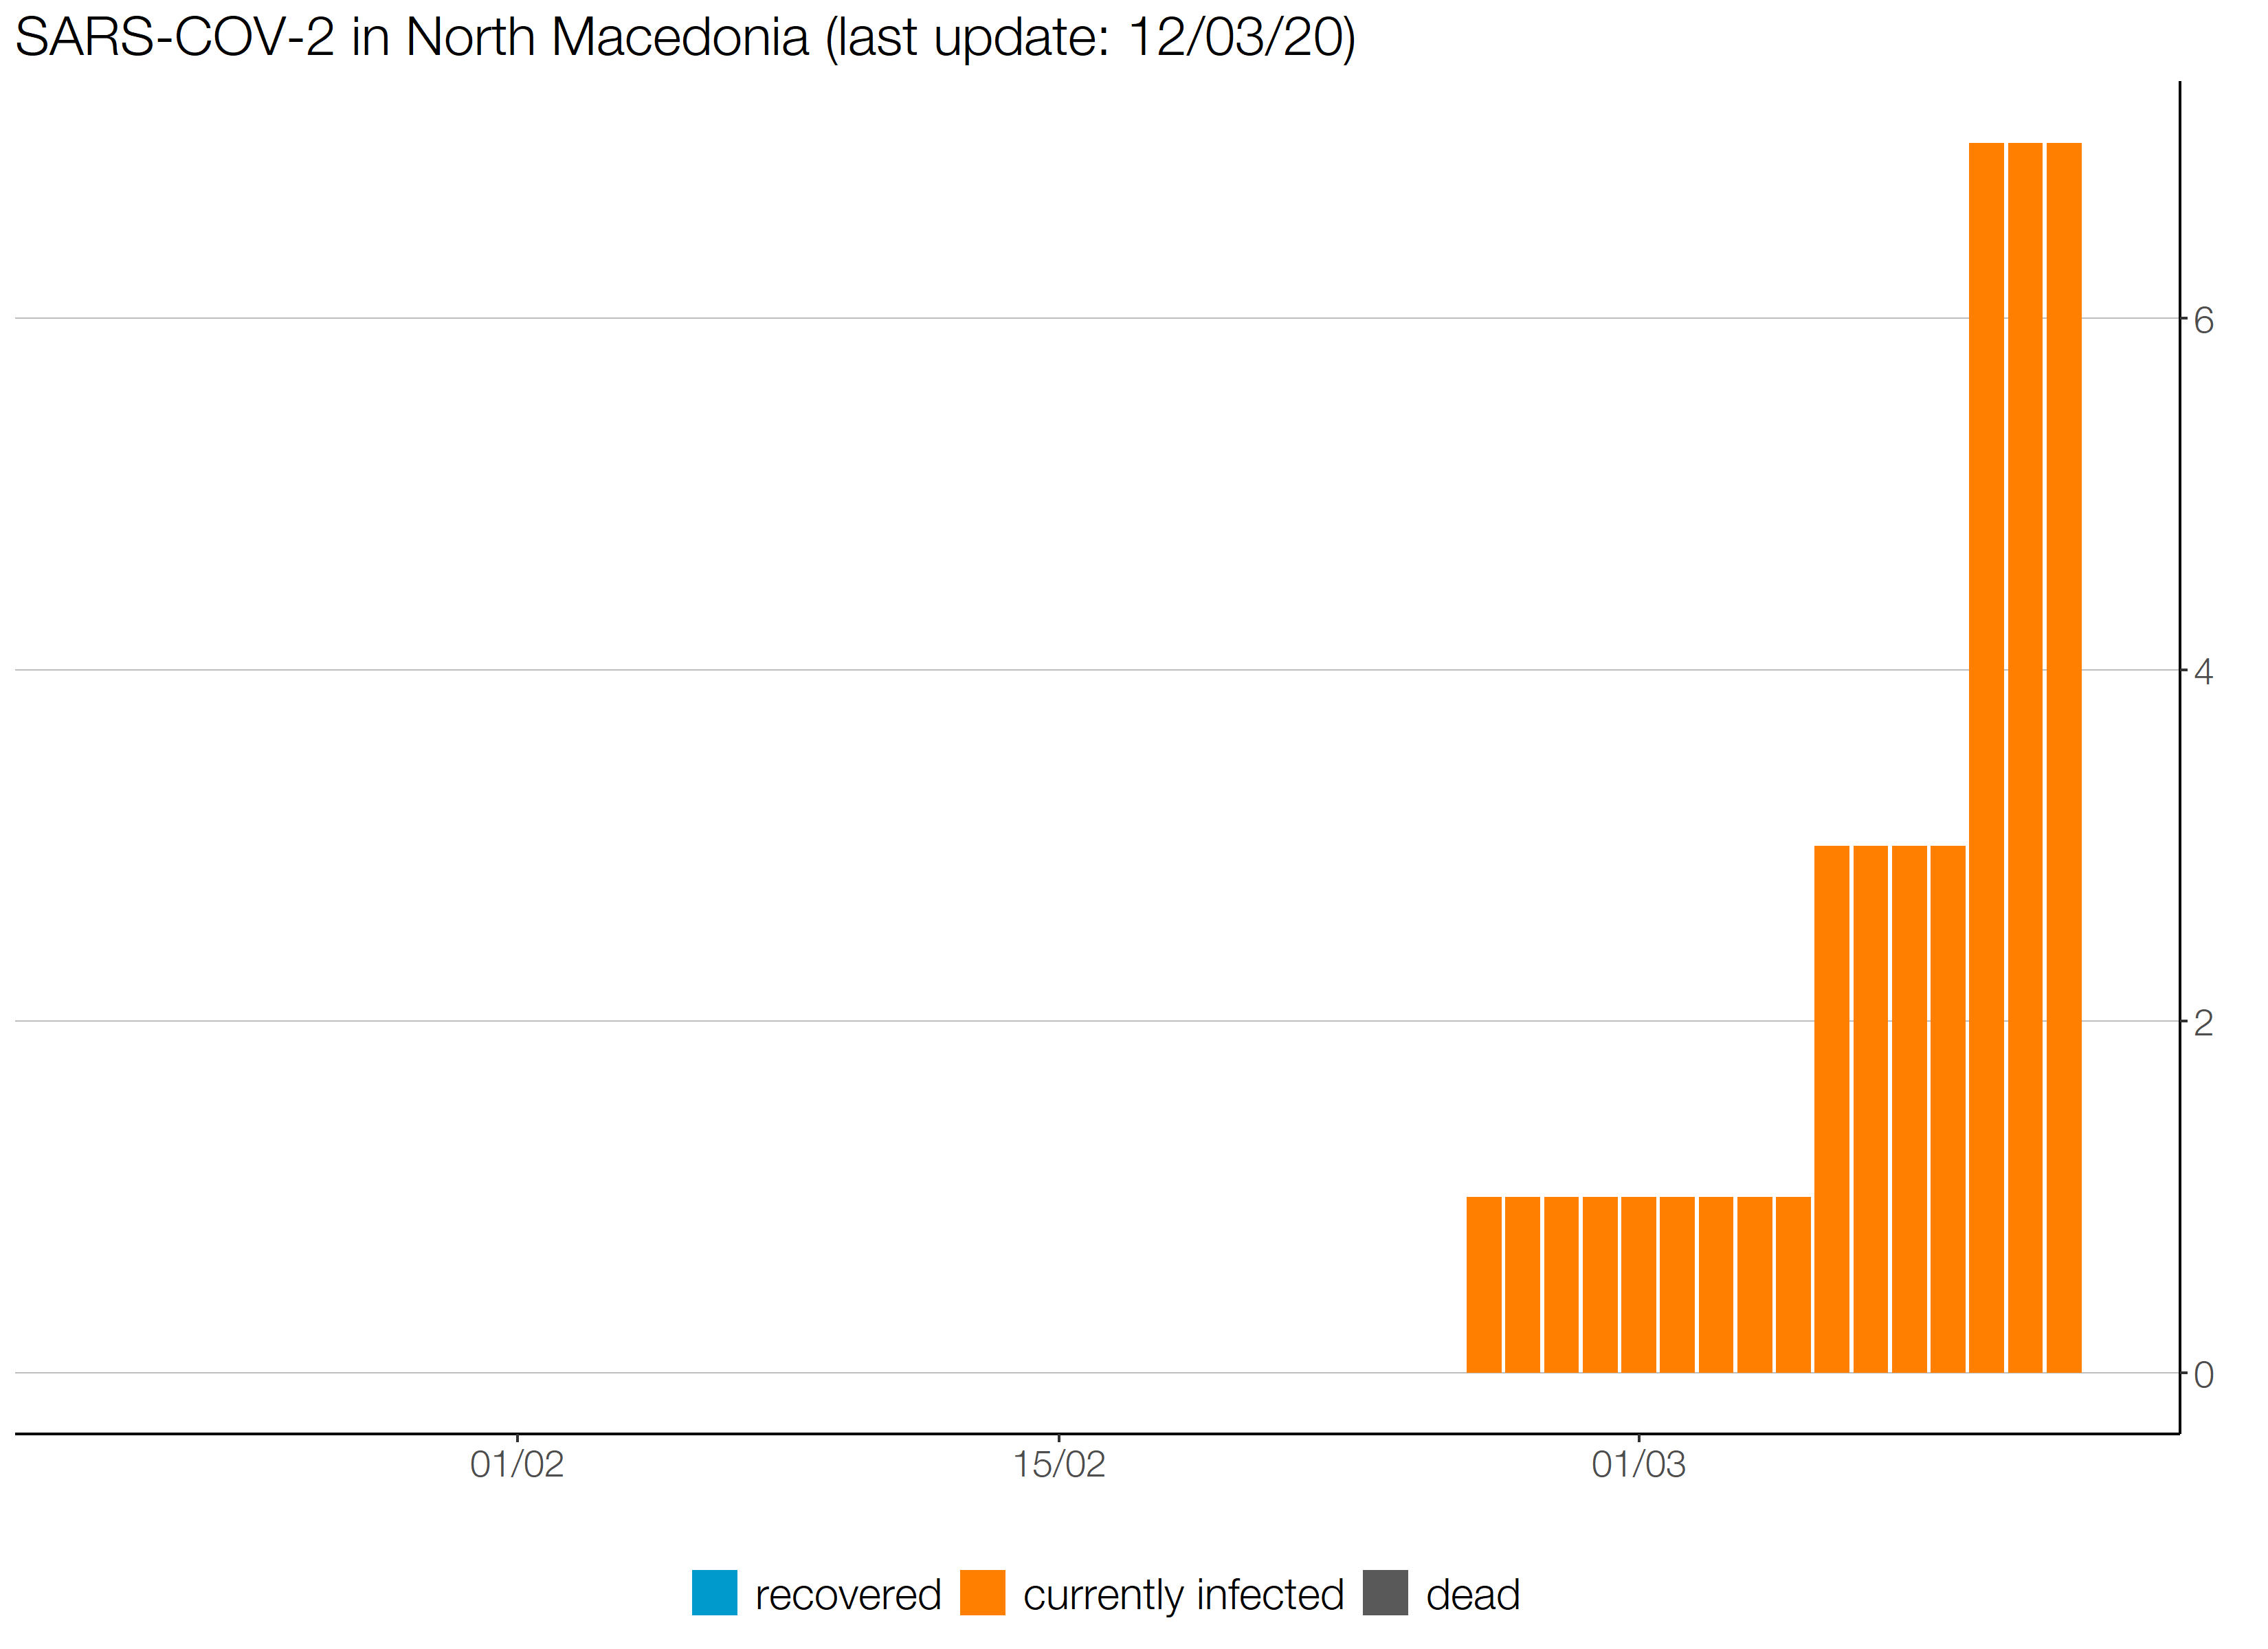 SARS-COV-2 in North Macedonia (last update: 12/03/20)
6
4
2
0
01/02 15/02 01/03
recovered currently infected dead